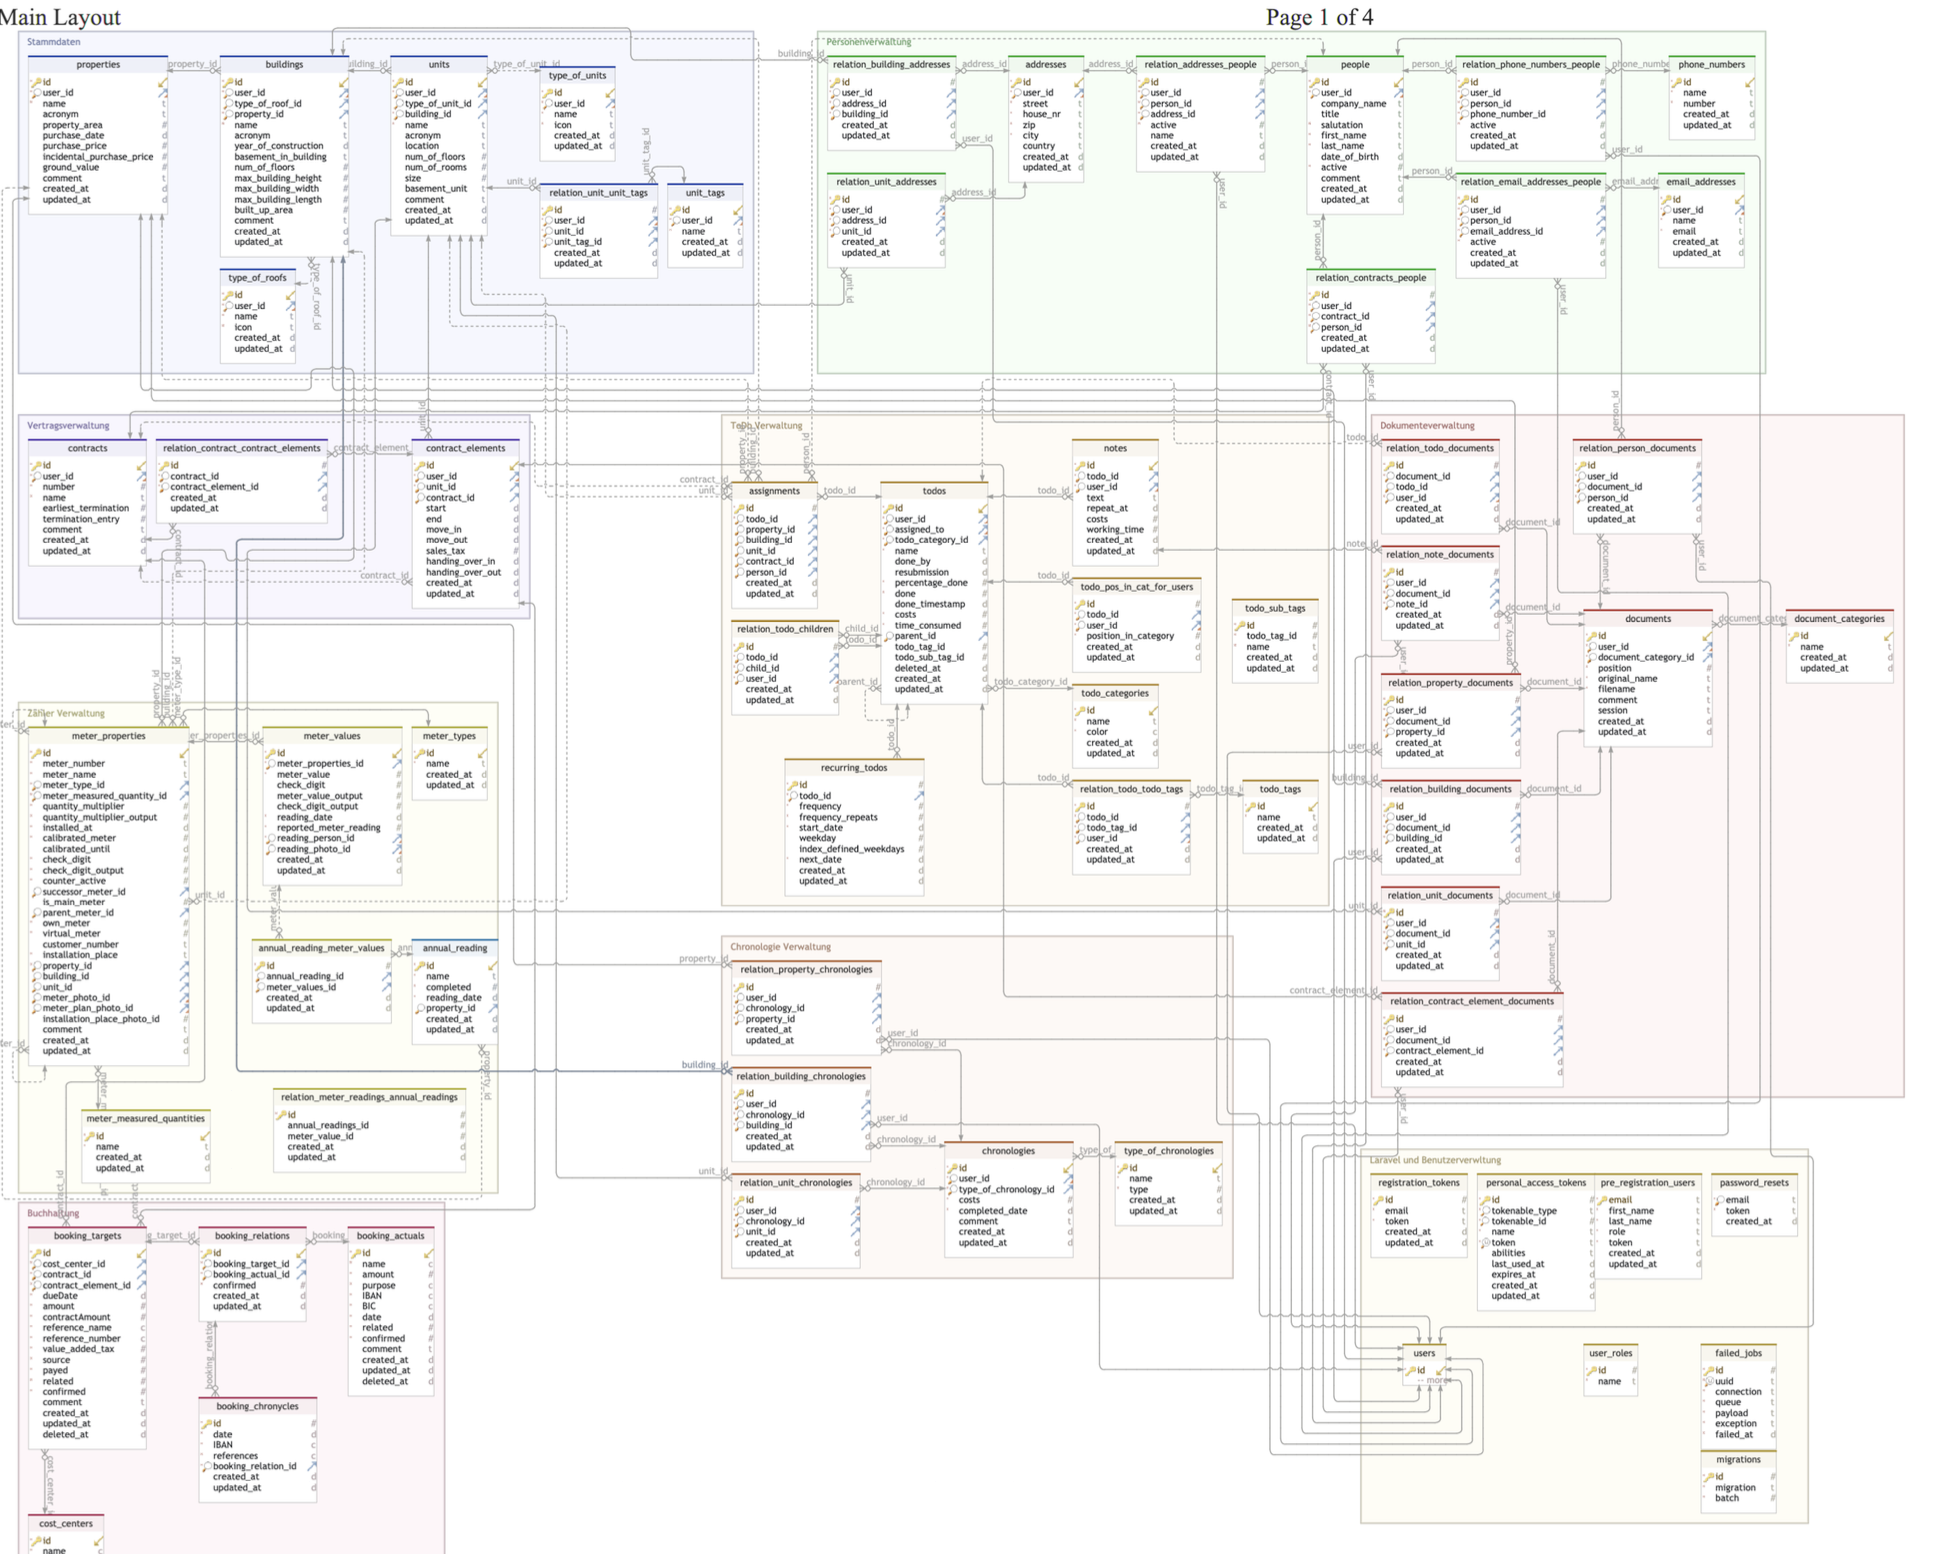 Main Layout
Page 1 of 4
Stammdaten
properties
id
user_id
name
acronym
property_area
purchase_date
purchase_price
incidental_purchase_price
ground_value
comment
created_at
updated_at
buildings
id
user_id
type_of_roof_id
property_id
name
acronym
year_of_construction
basement_in_building
num_of_floors
max_building_height
max_building_width
max_building_length
built_up_area
comment
created_at
updated_at
units
id
user_id
type_of_unit_id
building_id
name
acronym
location
num_of_floors
num_of_rooms
size
basement_unit
comment
created_at
updated_at
type_of_units
id
user_id
name
icon
created_at
updated_at
relation_unit_unit_tags
id
user_id
unit_id
unit_tag_id
created_at
updated_at
unit_tags
id
user_id
name
created_at
updated_at
type_of_roofs
id
user_id
name
icon
created_at
updated_at
Personenverwaltung
relation_building_addresses
id
user_id
address_id
building_id
created_at
updated_at
addresses
id
user_id
street
house_nr
zip
city
country
created_at
updated_at
relation_addresses_people
id
user_id
person_id
address_id
active
name
created_at
updated_at
people
id
user_id
company_name
title
salutation
first_name
last_name
date_of_birth
active
comment
created_at
updated_at
relation_phone_numbers_people
id
user_id
person_id
phone_number_id
active
created_at
updated_at
phone_numbers
id
name
number
created_at
updated_at
relation_unit_addresses
id
user_id
address_id
unit_id
created_at
updated_at
relation_email_addresses_people
id
user_id
person_id
email_address_id
active
created_at
updated_at
email_addresses
id
user_id
name
email
created_at
updated_at
relation_contracts_people
id
user_id
contract_id
person_id
created_at
updated_at
Vertragsverwaltung
contracts
id
user_id
number
name
earliest_termination
termination_entry
comment
created_at
updated_at
relation_contract_contract_elements
id
contract_id
contract_element_id
created_at
updated_at
contract_elements
id
user_id
unit_id
contract_id
start
end
move_in
move_out
sales_tax
handing_over_in
handing_over_out
created_at
updated_at
ToDo Verwaltung
assignments
id
todo_id
property_id
building_id
unit_id
contract_id
person_id
created_at
updated_at
todos
id
user_id
assigned_to
todo_category_id
name
done_by
resubmission
percentage_done
done
done_timestamp
costs
time_consumed
parent_id
todo_tag_id
todo_sub_tag_id
deleted_at
created_at
updated_at
notes
id
todo_id
user_id
text
repeat_at
costs
working_time
created_at
updated_at
todo_pos_in_cat_for_users
id
todo_id
user_id
position_in_category
created_at
updated_at
todo_sub_tags
id
todo_tag_id
name
created_at
updated_at
relation_todo_children
id
todo_id
child_id
user_id
created_at
updated_at
todo_categories
id
name
color
created_at
updated_at
recurring_todos
id
todo_id
frequency
frequency_repeats
start_date
weekday
index_defined_weekdays
next_date
created_at
updated_at
relation_todo_todo_tags
id
todo_id
todo_tag_id
user_id
created_at
updated_at
todo_tags
id
name
created_at
updated_at
Dokumenteverwaltung
relation_todo_documents
id
document_id
todo_id
user_id
created_at
updated_at
relation_person_documents
id
user_id
document_id
person_id
created_at
updated_at
relation_note_documents
id
user_id
document_id
note_id
created_at
updated_at
documents
id
user_id
document_category_id
position
original_name
filename
comment
session
created_at
updated_at
document_categories
id
name
created_at
updated_at
relation_property_documents
id
user_id
document_id
property_id
created_at
updated_at
relation_building_documents
id
user_id
document_id
building_id
created_at
updated_at
relation_unit_documents
id
user_id
document_id
unit_id
created_at
updated_at
relation_contract_element_documents
id
user_id
document_id
contract_element_id
created_at
updated_at
Zähler Verwaltung
meter_properties
id
meter_number
meter_name
meter_type_id
meter_measured_quantity_id
quantity_multiplier
quantity_multiplier_output
installed_at
calibrated_meter
calibrated_until
check_digit
check_digit_output
counter_active
successor_meter_id
is_main_meter
parent_meter_id
own_meter
virtual_meter
customer_number
installation_place
property_id
building_id
unit_id
meter_photo_id
meter_plan_photo_id
installation_place_photo_id
comment
created_at
updated_at
meter_values
id
meter_properties_id
meter_value
check_digit
meter_value_output
check_digit_output
reading_date
reported_meter_reading
reading_person_id
reading_photo_id
created_at
updated_at
meter_types
id
name
created_at
updated_at
annual_reading_meter_values
id
annual_reading_id
meter_values_id
created_at
updated_at
annual_reading
id
name
completed
reading_date
property_id
created_at
updated_at
relation_meter_readings_annual_readings
id
annual_readings_id
meter_value_id
created_at
updated_at
meter_measured_quantities
id
name
created_at
updated_at
Chronologie Verwaltung
relation_property_chronologies
id
user_id
chronology_id
property_id
created_at
updated_at
relation_building_chronologies
id
user_id
chronology_id
building_id
created_at
updated_at
relation_unit_chronologies
id
user_id
chronology_id
unit_id
created_at
updated_at
chronologies
id
user_id
type_of_chronology_id
costs
completed_date
comment
created_at
updated_at
type_of_chronologies
id
name
type
created_at
updated_at
Buchhaltung
booking_targets
id
cost_center_id
contract_id
contract_element_id
dueDate
amount
contractAmount
reference_name
reference_number
value_added_tax
source
payed
related
confirmed
comment
created_at
updated_at
deleted_at
booking_relations
id
booking_target_id
booking_actual_id
confirmed
created_at
updated_at
booking_actuals
id
name
amount
purpose
IBAN
BIC
date
related
confirmed
comment
created_at
updated_at
deleted_at
booking_chronycles
id
date
IBAN
references
booking_relation_id
created_at
updated_at
cost_centers
id
name
Laravel und Benutzerverwltung
registration_tokens
id
email
token
created_at
updated_at
personal_access_tokens
id
tokenable_type
tokenable_id
name
token
abilities
last_used_at
expires_at
created_at
updated_at
pre_registration_users
email
first_name
last_name
role
token
created_at
updated_at
password_resets
email
token
created_at
users
id
user_roles
id
name
failed_jobs
id
uuid
connection
queue
payload
exception
failed_at
migrations
id
migration
batch